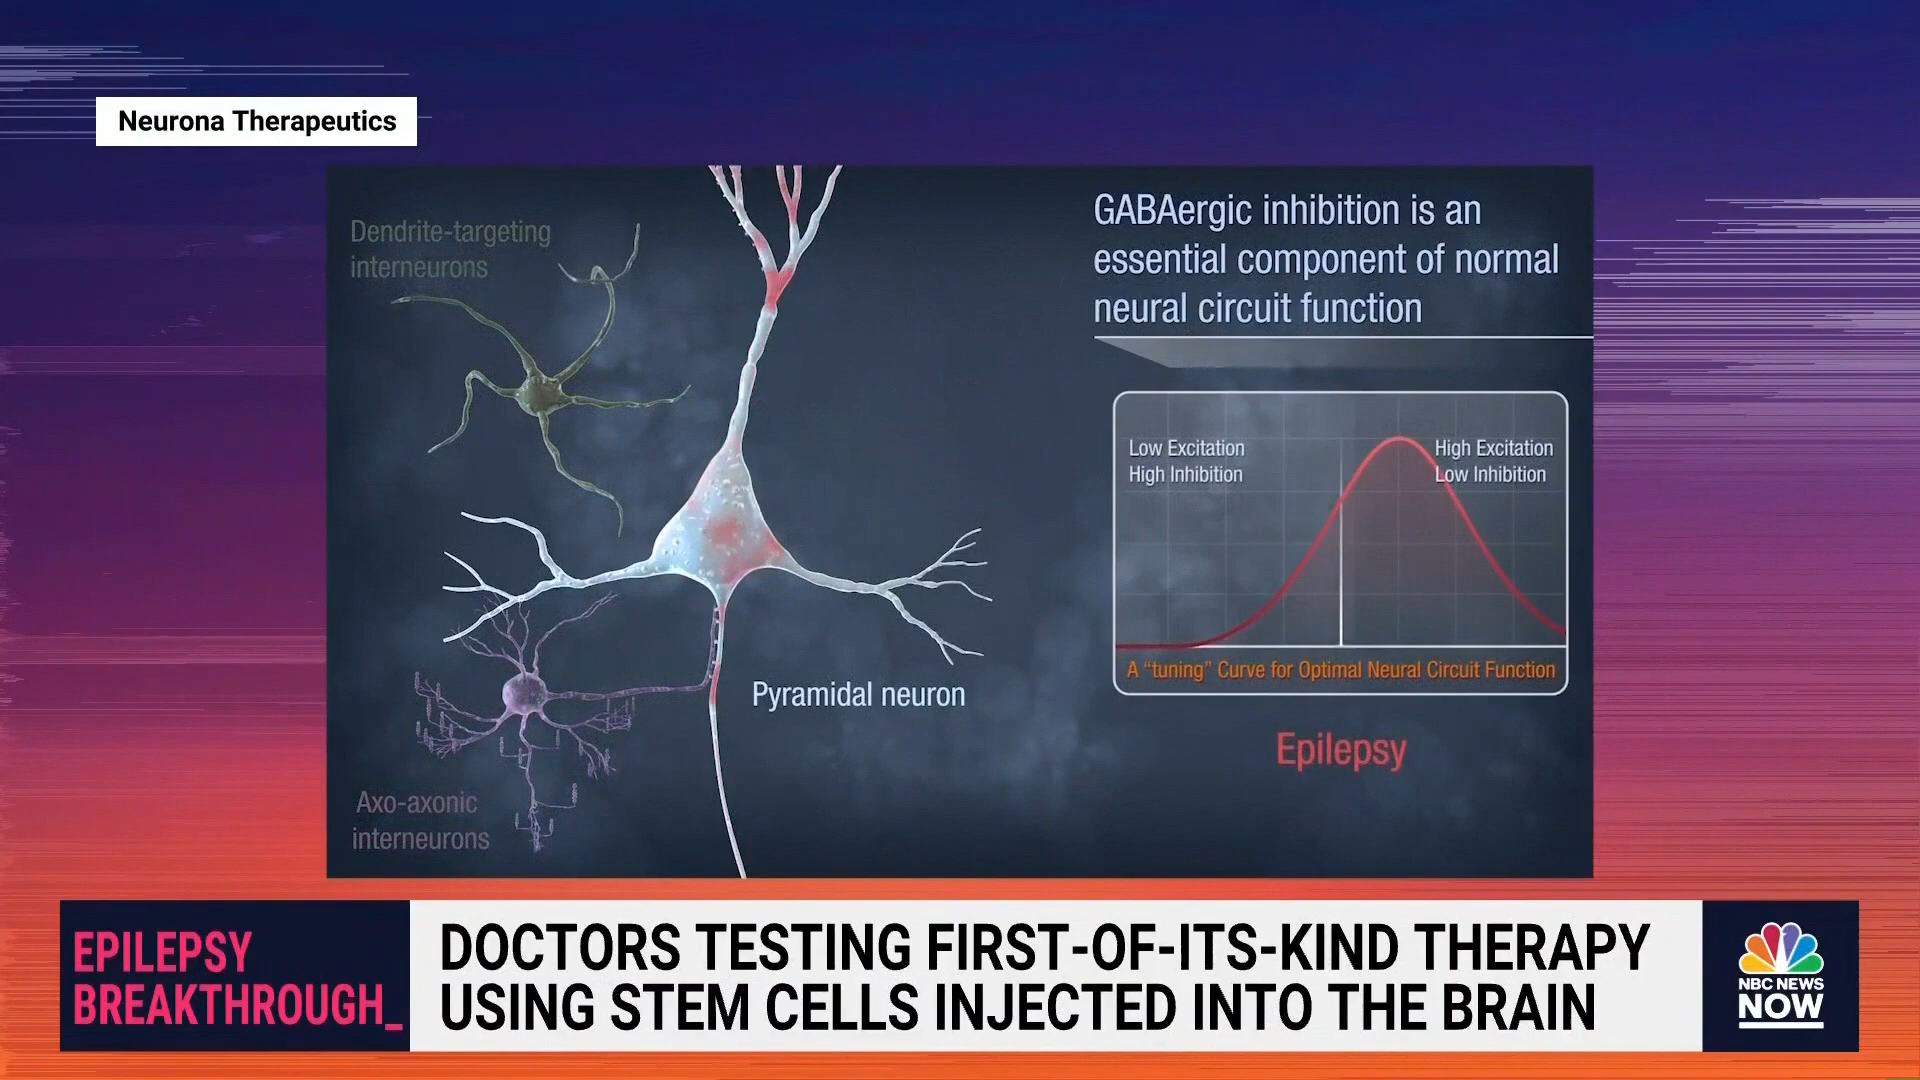 Neurona Therapeutics
Dendrite-targeting
interneurons
GABAergic inhibition is an
essential component of normal
neural circuit function
Low Excitation
High Inhibition
High Excitation
Low Inhibition
A “tuning” Curve for Optimal Neural Circuit Function
Pyramidal neuron
Epilepsy
Axo-axonic
interneurons
EPILEPSY
BREAKTHROUGH_
DOCTORS TESTING FIRST-OF-ITS-KIND THERAPY
USING STEM CELLS INJECTED INTO THE BRAIN
NBC NEWS
NOW